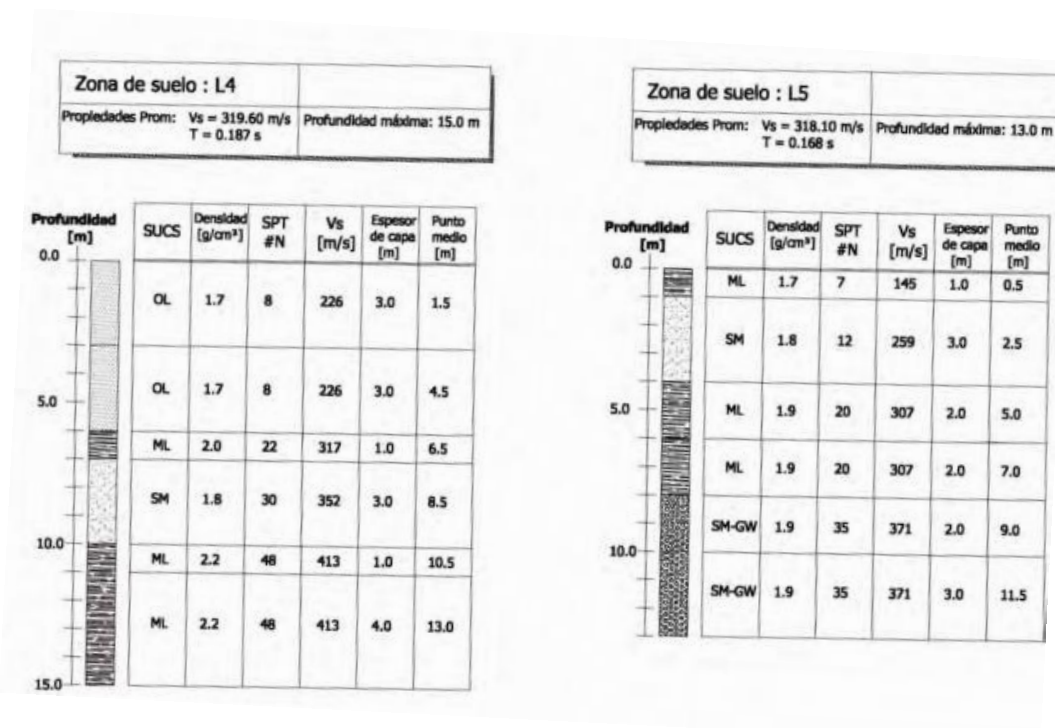 Zona de suelo : L4
Propiedades Prom: Vs = 319.60 m/s Profundidad máxima: 15.0 m
T = 0.187 s
Profundidad [m] SUCS Densidad [g/cm³] SPT #N Vs [m/s] Espesor de capa [m] Punto medio [m]
0.0
OL 1.7 8 226 3.0 1.5
OL 1.7 8 226 3.0 4.5
5.0
ML 2.0 22 317 1.0 6.5
SM 1.8 30 352 3.0 8.5
10.0
ML 2.2 48 413 1.0 10.5
ML 2.2 48 413 4.0 13.0
15.0
Zona de suelo : L5
Propiedades Prom: Vs = 318.10 m/s Profundidad máxima: 13.0 m
T = 0.168 s
Profundidad [m] SUCS Densidad [g/cm³] SPT #N Vs [m/s] Espesor de capa [m] Punto medio [m]
0.0
ML 1.7 7 145 1.0 0.5
SM 1.8 12 259 3.0 2.5
5.0
ML 1.9 20 307 2.0 5.0
ML 1.9 20 307 2.0 7.0
SM-GW 1.9 35 371 2.0 9.0
10.0
SM-GW 1.9 35 371 3.0 11.5